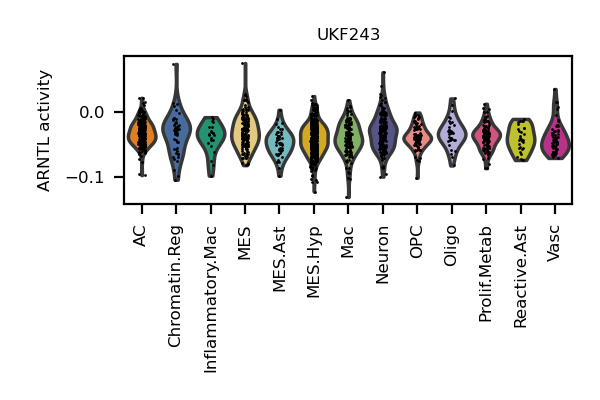 UKF243
ARNTL activity
0.0
−0.1
AC
Chromatin.Reg
Inflammatory.Mac
MES
MES.Ast
MES.Hyp
Mac
Neuron
OPC
Oligo
Prolif.Metab
Reactive.Ast
Vasc